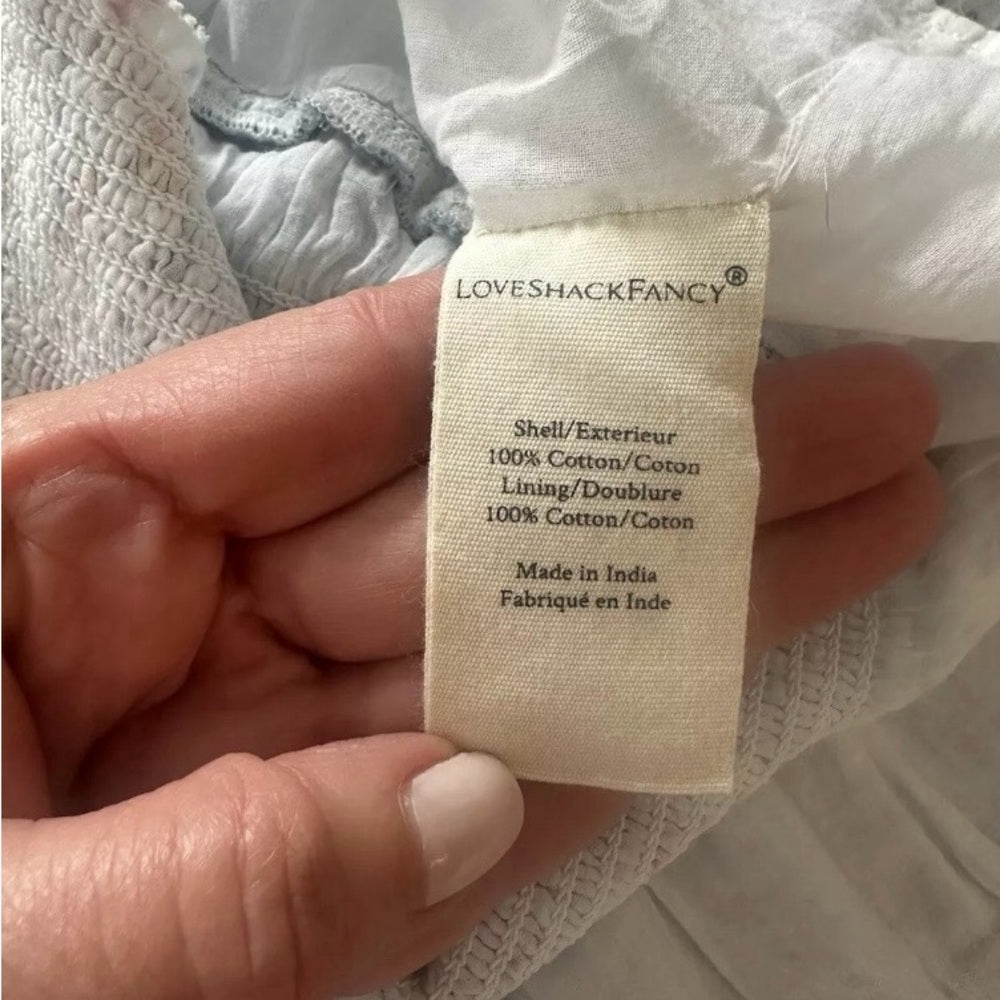 LOVESHACKFANCY®
Shell/Exterieur
100% Cotton/Coton
Lining/Doublure
100% Cotton/Coton
Made in India
Fabriqué en Inde